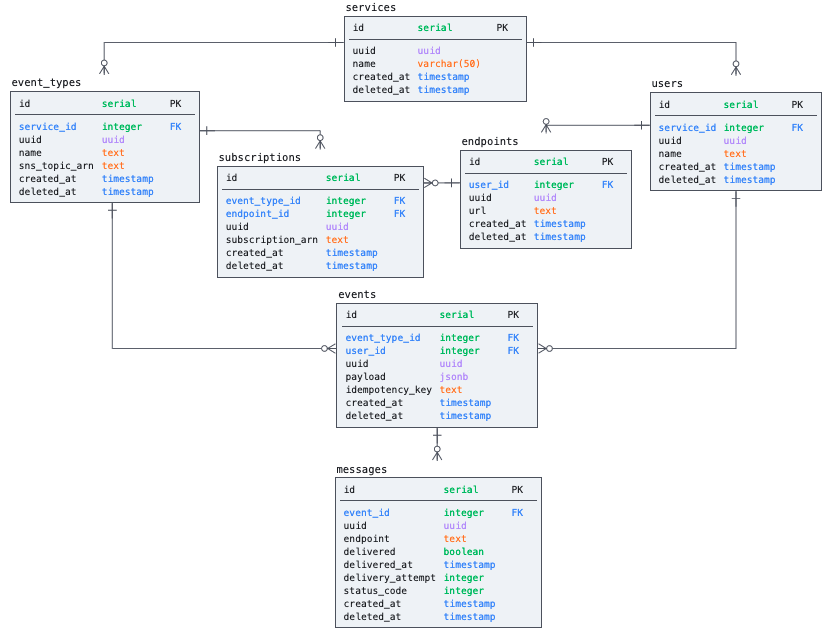 services
id serial PK
uuid uuid
name varchar(50)
created_at timestamp
deleted_at timestamp
event_types
id serial PK
service_id integer FK
uuid uuid
name text
sns_topic_arn text
created_at timestamp
deleted_at timestamp
users
id serial PK
service_id integer FK
uuid uuid
name text
created_at timestamp
deleted_at timestamp
subscriptions
id serial PK
event_type_id integer FK
endpoint_id integer FK
uuid uuid
subscription_arn text
created_at timestamp
deleted_at timestamp
endpoints
id serial PK
user_id integer FK
uuid uuid
url text
created_at timestamp
deleted_at timestamp
events
id serial PK
event_type_id integer FK
user_id integer FK
uuid uuid
payload jsonb
idempotency_key text
created_at timestamp
deleted_at timestamp
messages
id serial PK
event_id integer FK
uuid uuid
endpoint text
delivered boolean
delivered_at timestamp
delivery_attempt integer
status_code integer
created_at timestamp
deleted_at timestamp